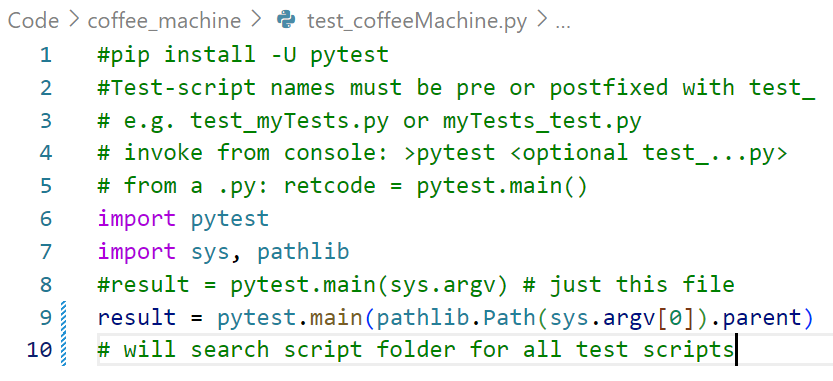 Code > coffee_machine > test_coffeeMachine.py > ...
1 #pip install -U pytest
2 #Test-script names must be pre or postfixed with test_
3 # e.g. test_myTests.py or myTests_test.py
4 # invoke from console: >pytest <optional test_...py>
5 # from a .py: retcode = pytest.main()
6 import pytest
7 import sys, pathlib
8 #result = pytest.main(sys.argv) # just this file
9 result = pytest.main(pathlib.Path(sys.argv[0]).parent)
10 # will search script folder for all test scripts